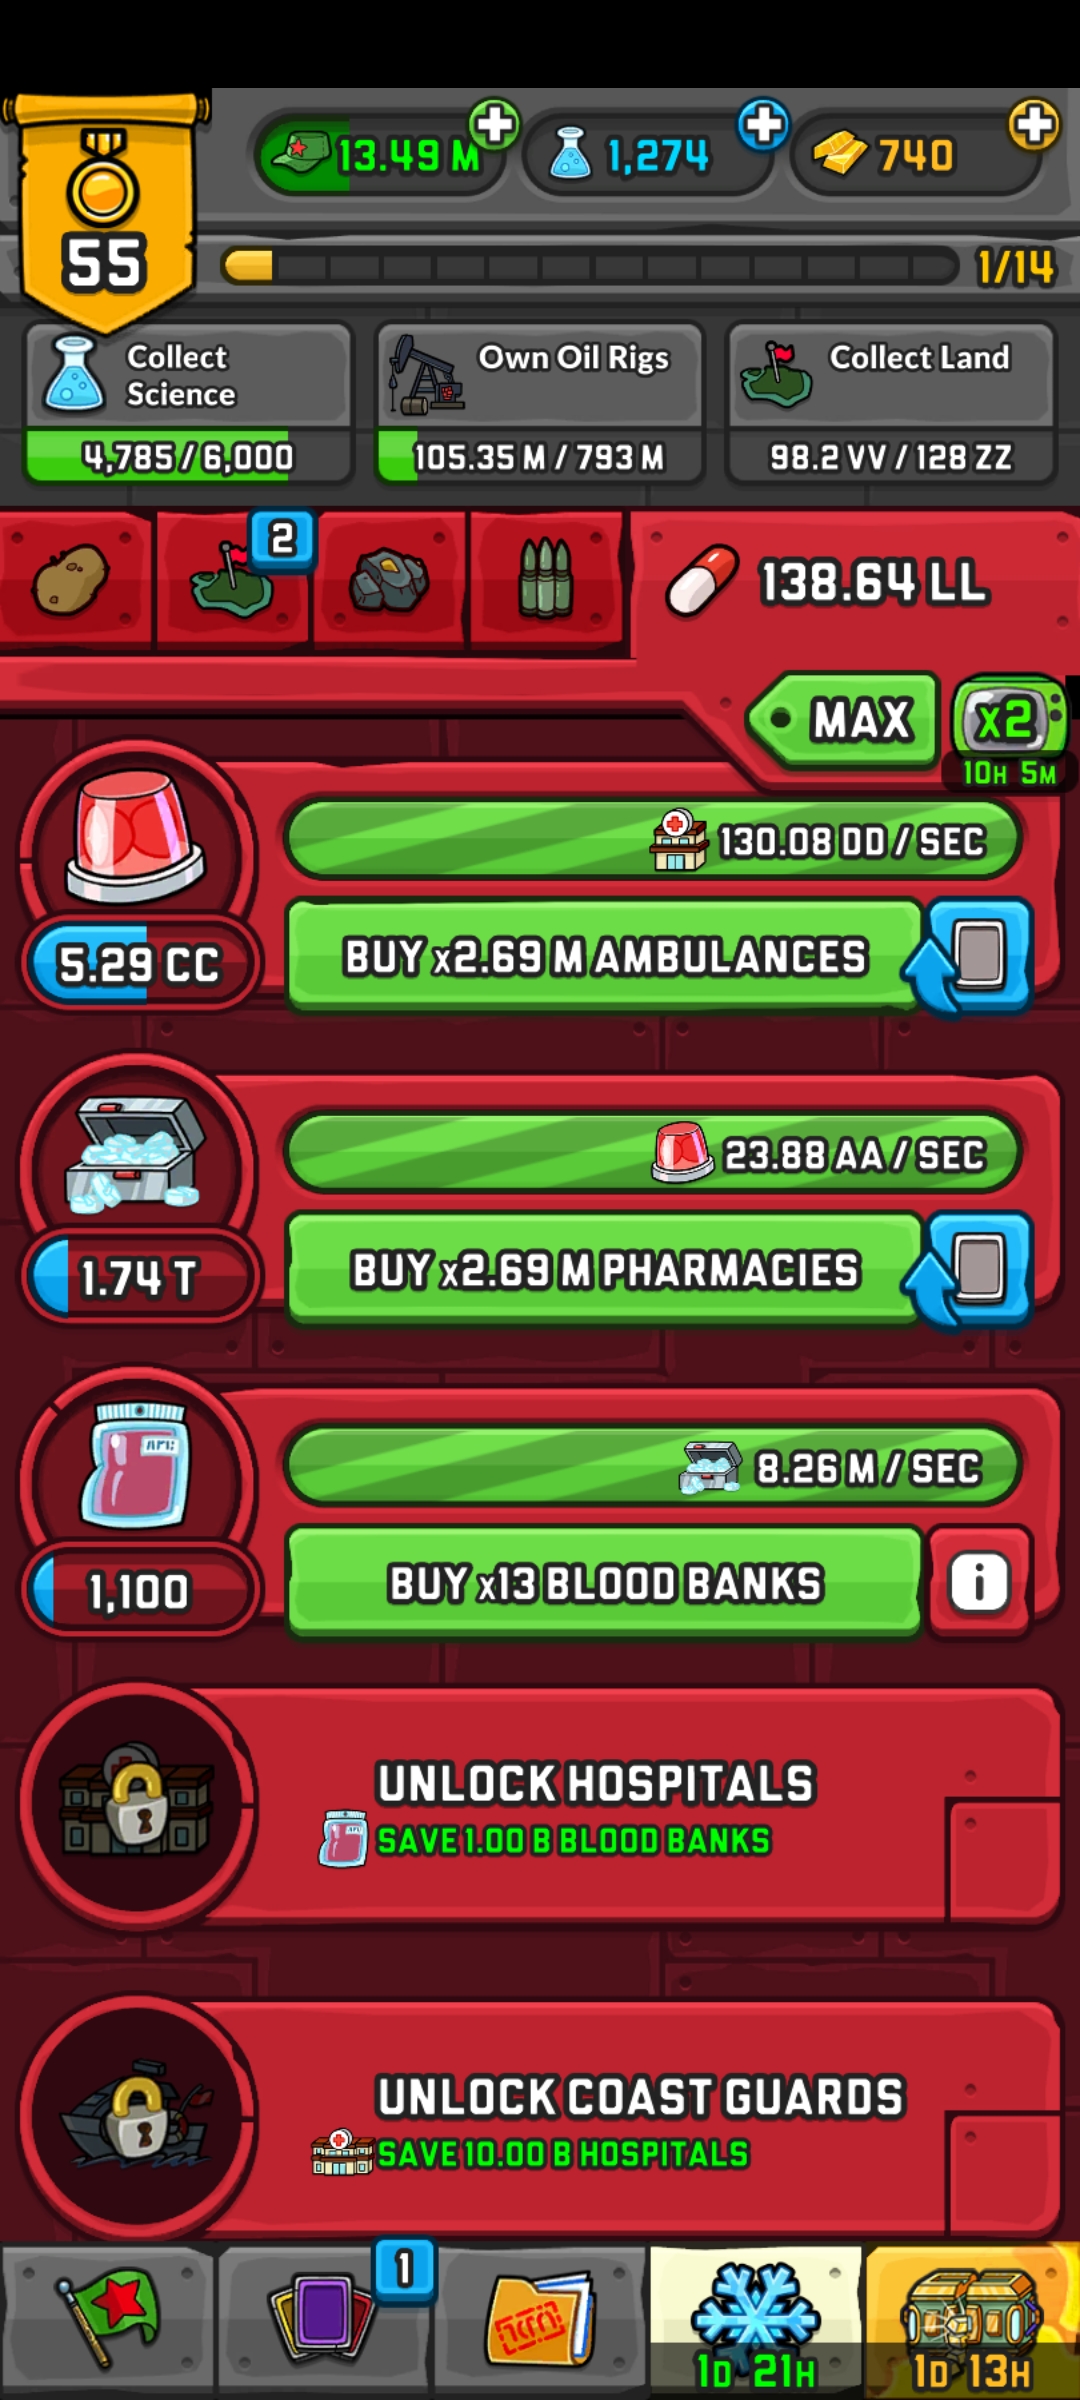 13.49 M
1,274
740
55
1/14
Collect
Science
4,785 / 6,000
Own Oil Rigs
105.35 M / 793 M
Collect Land
98.2 VV / 128 ZZ
2
138.64 LL
MAX
x2
10H 5M
130.08 DD / SEC
5.29 CC
BUY x2.69 M AMBULANCES
23.88 AA / SEC
1.74 T
BUY x2.69 M PHARMACIES
8.26 M / SEC
1,100
BUY x13 BLOOD BANKS
i
UNLOCK HOSPITALS
SAVE 1.00 B BLOOD BANKS
UNLOCK COAST GUARDS
SAVE 10.00 B HOSPITALS
1
1D 21H
1D 13H